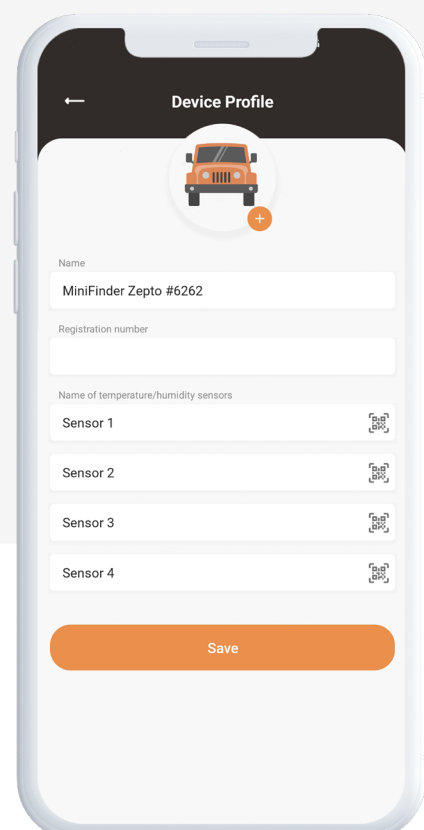 Device Profile
Name
MiniFinder Zepto #6262
Registration number
Name of temperature/humidity sensors
Sensor 1
Sensor 2
Sensor 3
Sensor 4
Save